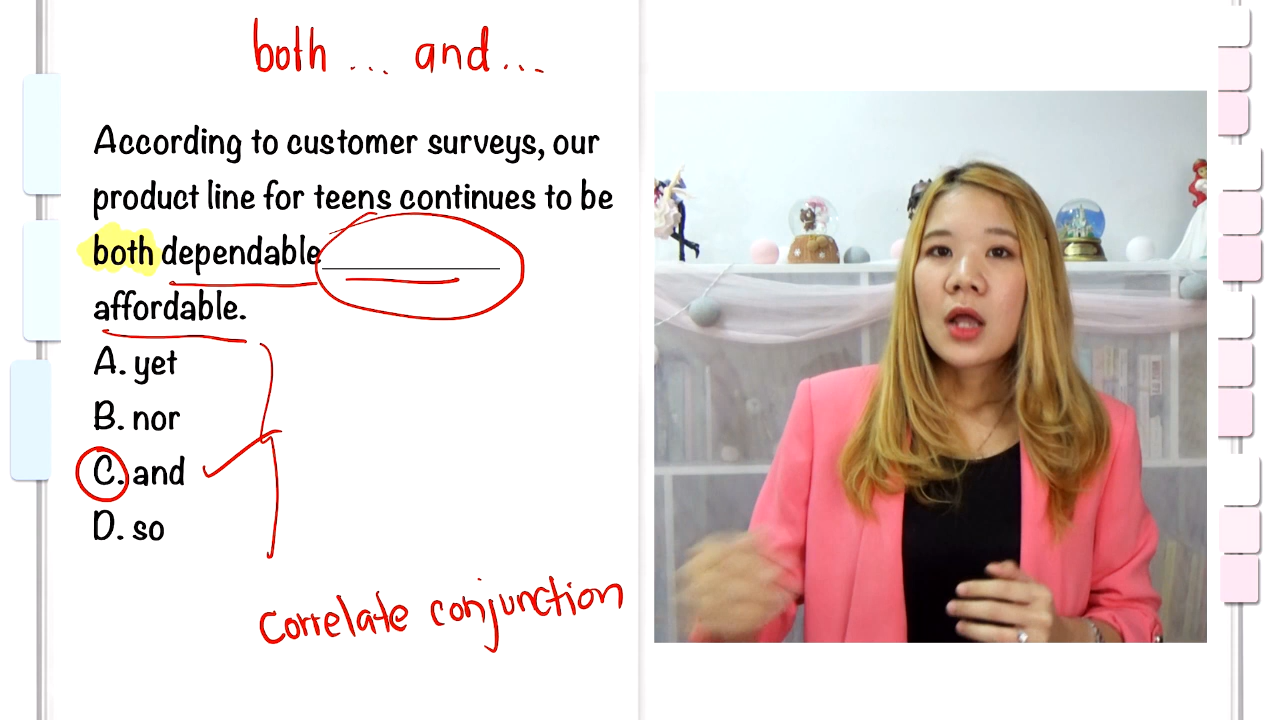 both ... and ...
According to customer surveys, our
product line for teens continues to be
both dependable __________
affordable.
A. yet
B. nor
C. and
D. so
Correlate conjunction